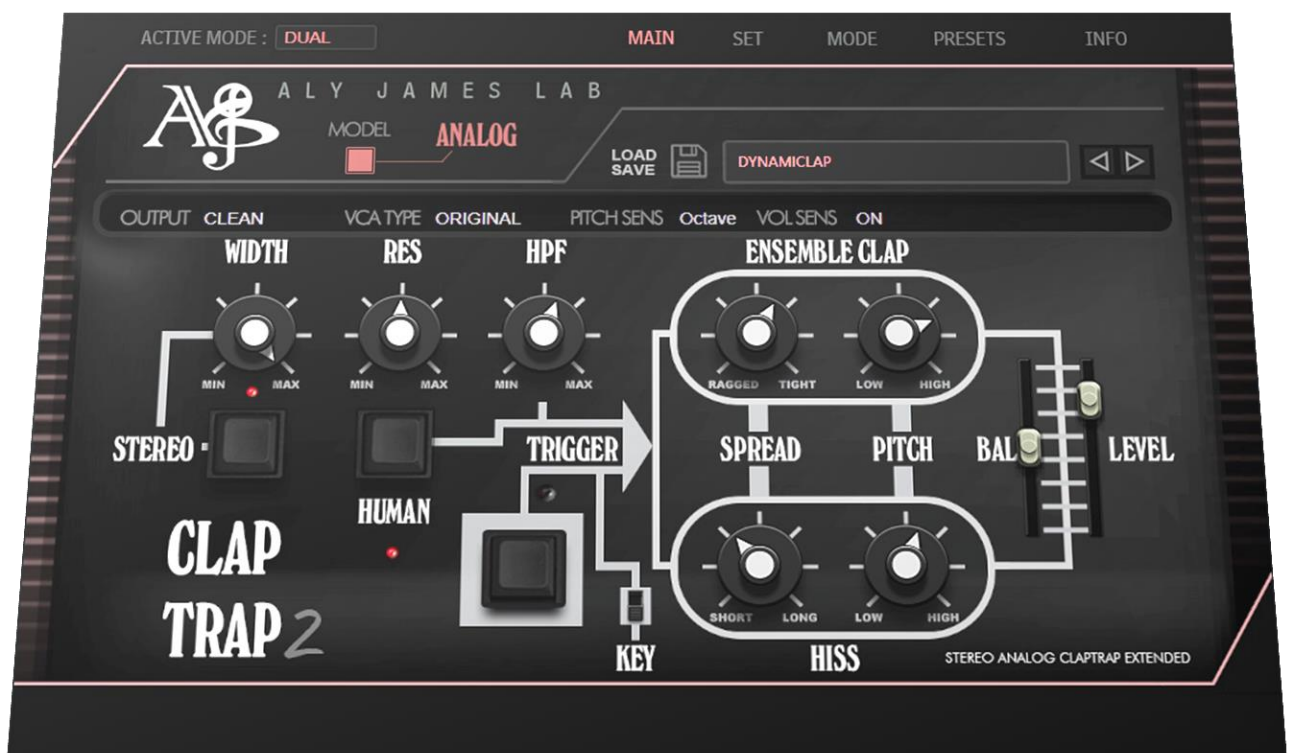 ACTIVE MODE : DUAL MAIN SET MODE PRESETS INFO
AJ ALY JAMES LAB
MODEL ANALOG
LOAD SAVE DYNAMICLAP
OUTPUT CLEAN VCA TYPE ORIGINAL PITCH SENS Octave VOL SENS ON
WIDTH RES HPF ENSEMBLE CLAP
MIN MAX MIN MAX MIN MAX RAGGED TIGHT LOW HIGH
STEREO TRIGGER SPREAD PITCH BAL LEVEL
HUMAN
CLAP
TRAP 2
SHORT LONG LOW HIGH
KEY HISS STEREO ANALOG CLAPTRAP EXTENDED